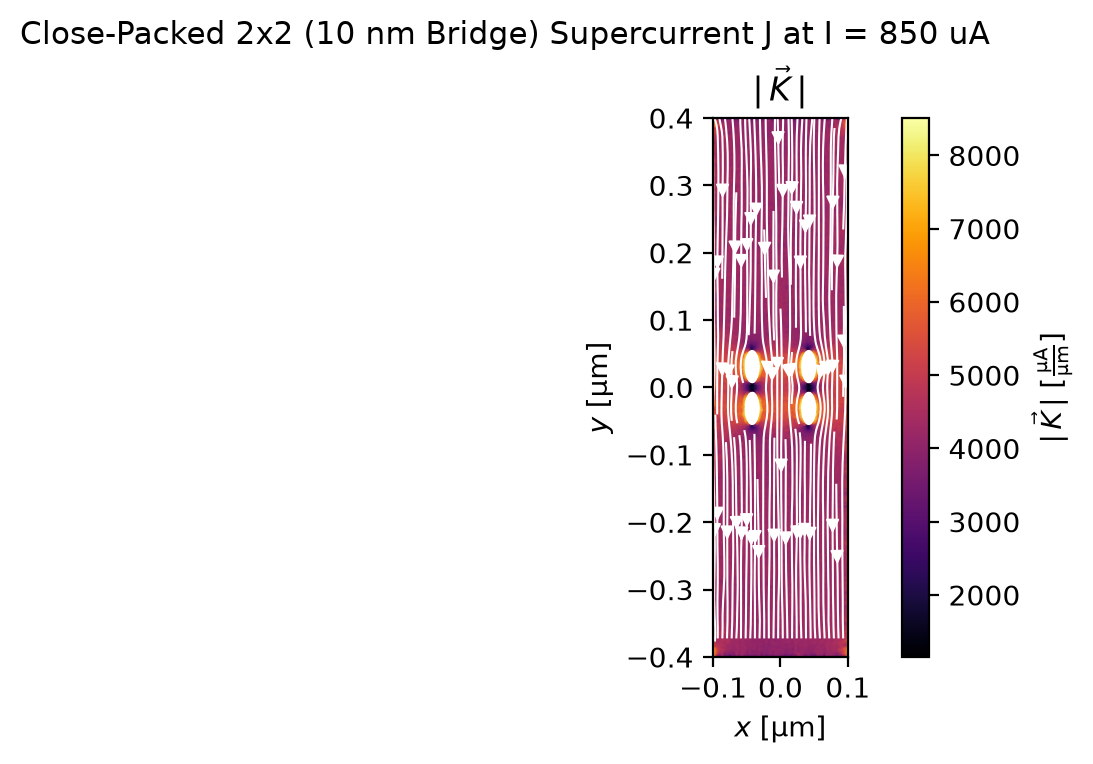 Close-Packed 2x2 (10 nm Bridge) Supercurrent J at I = 850 uA
|K⃗|
0.4
0.3
0.2
0.1
0.0
−0.1
−0.2
−0.3
−0.4
y [µm]
−0.1 0.0 0.1
x [µm]
8000
7000
6000
5000
4000
3000
2000
|K⃗| [µA/µm]